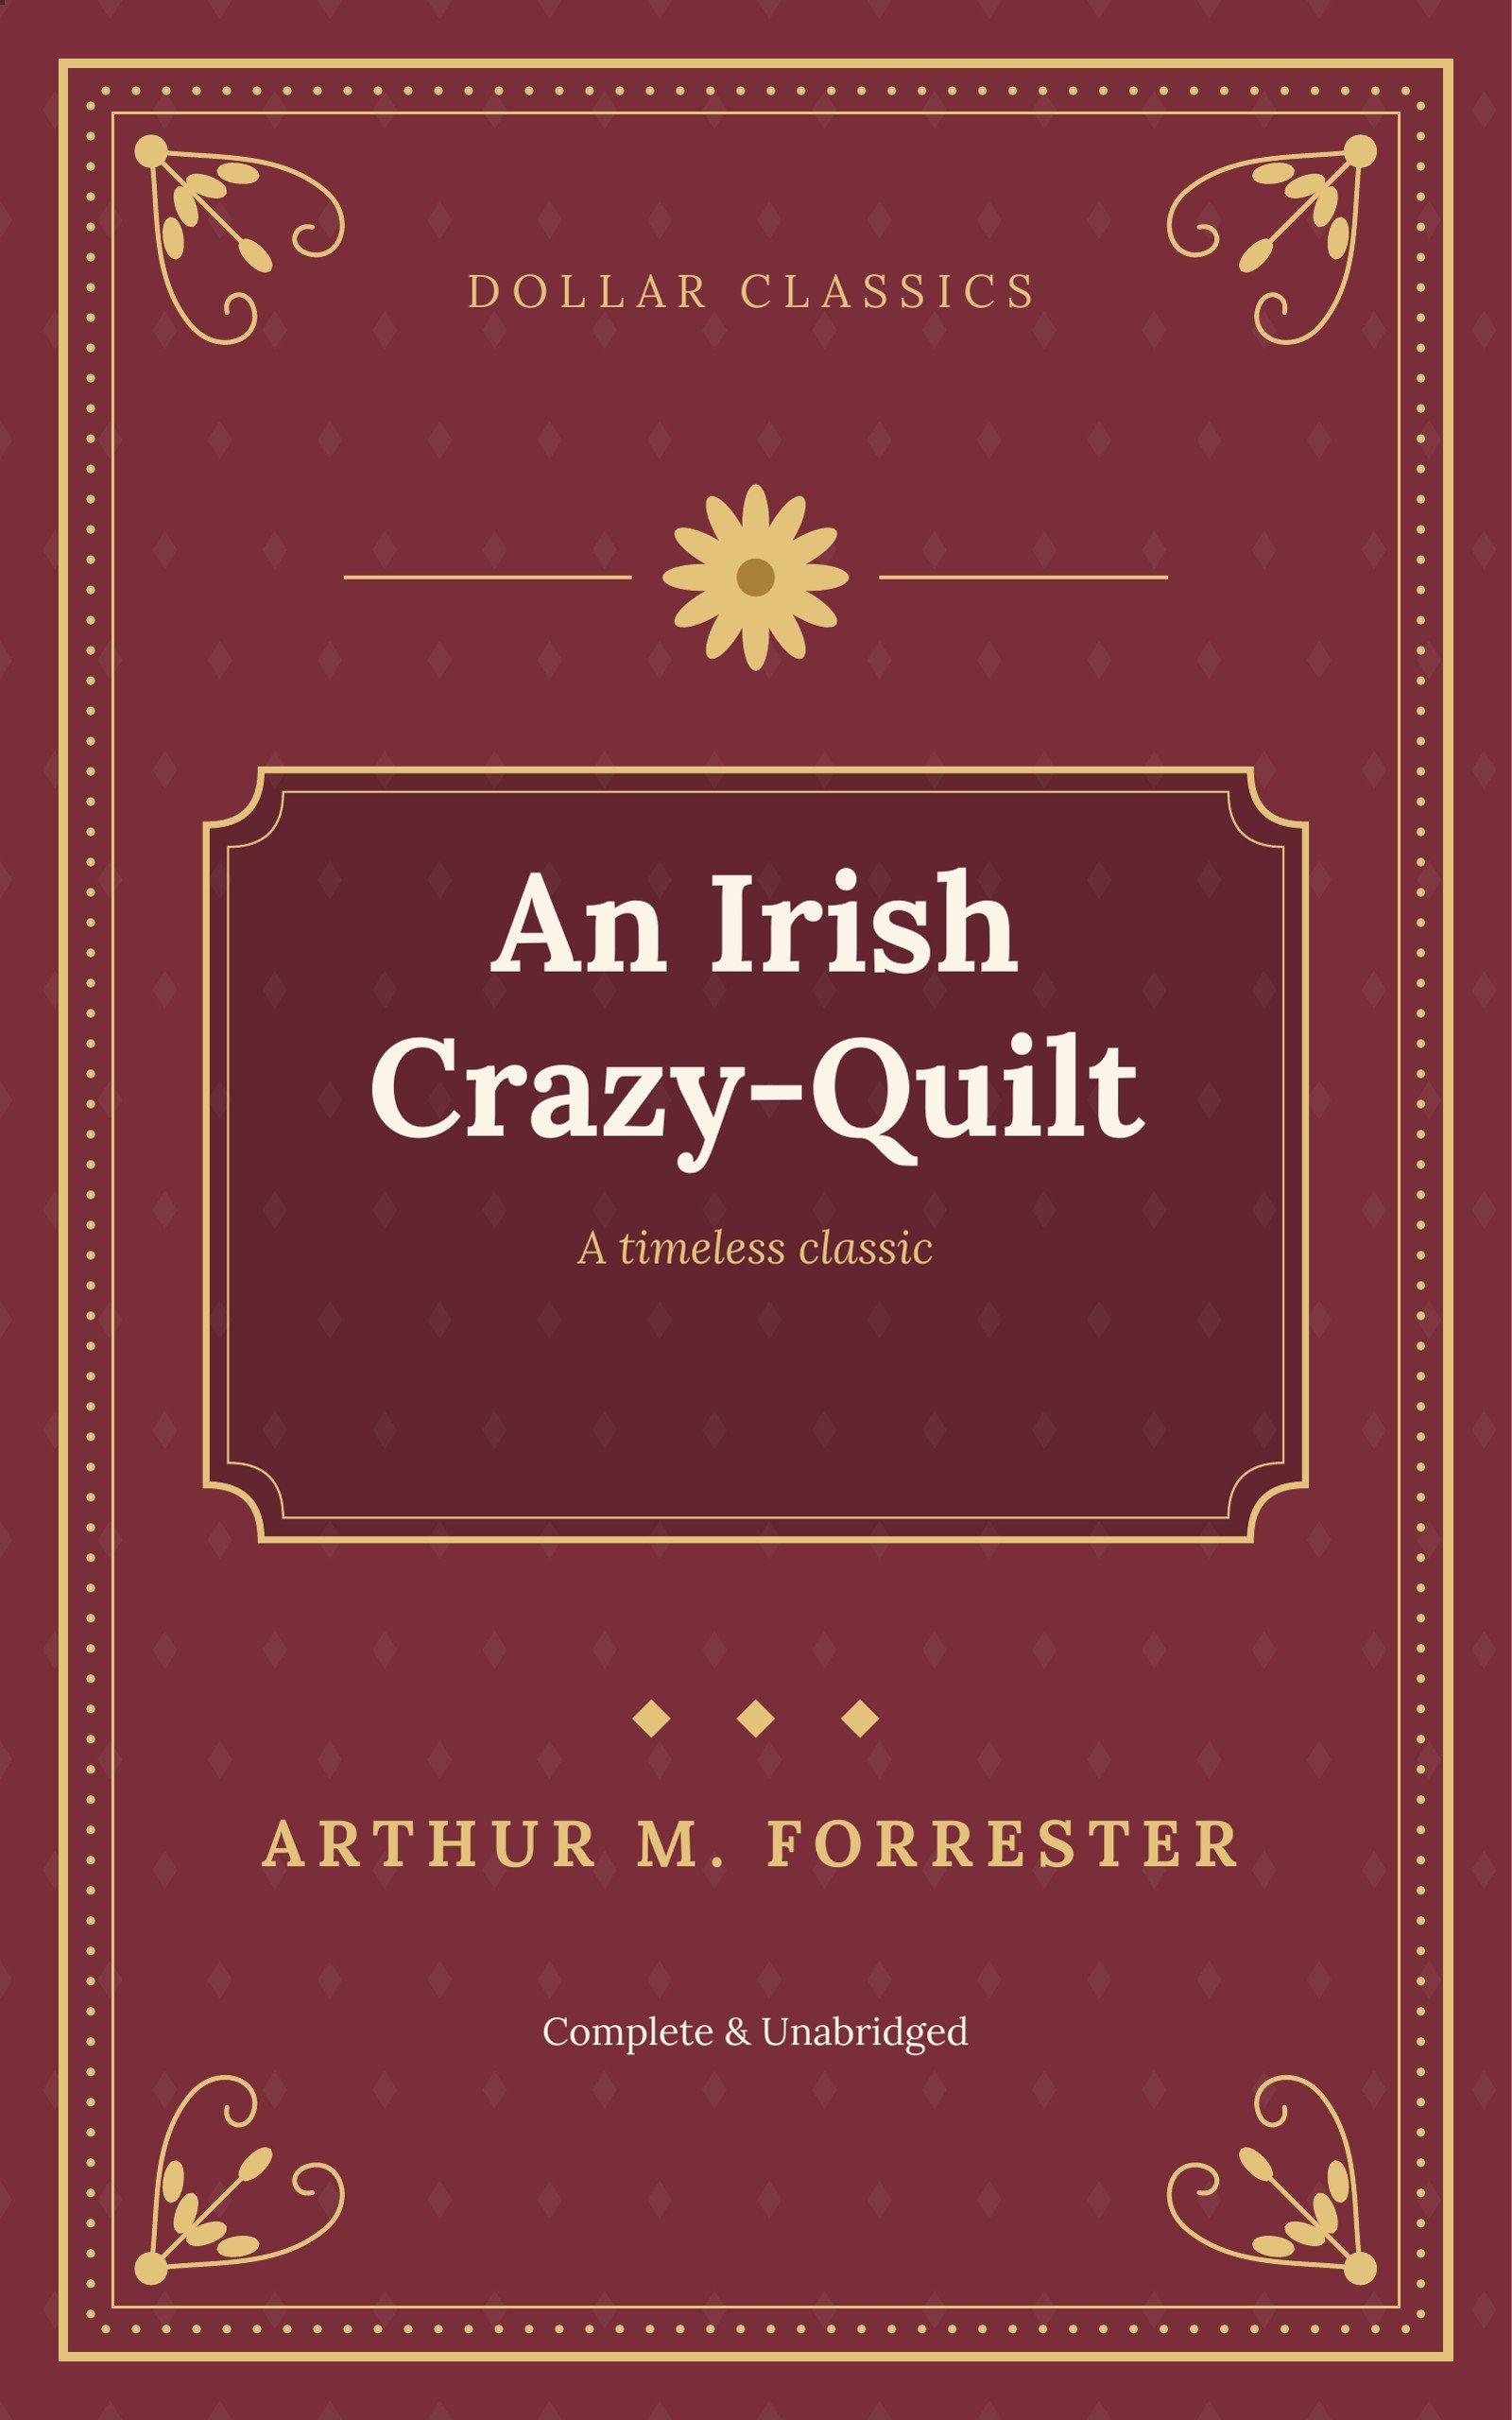 DOLLAR CLASSICS
An Irish
Crazy-Quilt
A timeless classic
ARTHUR M. FORRESTER
Complete & Unabridged